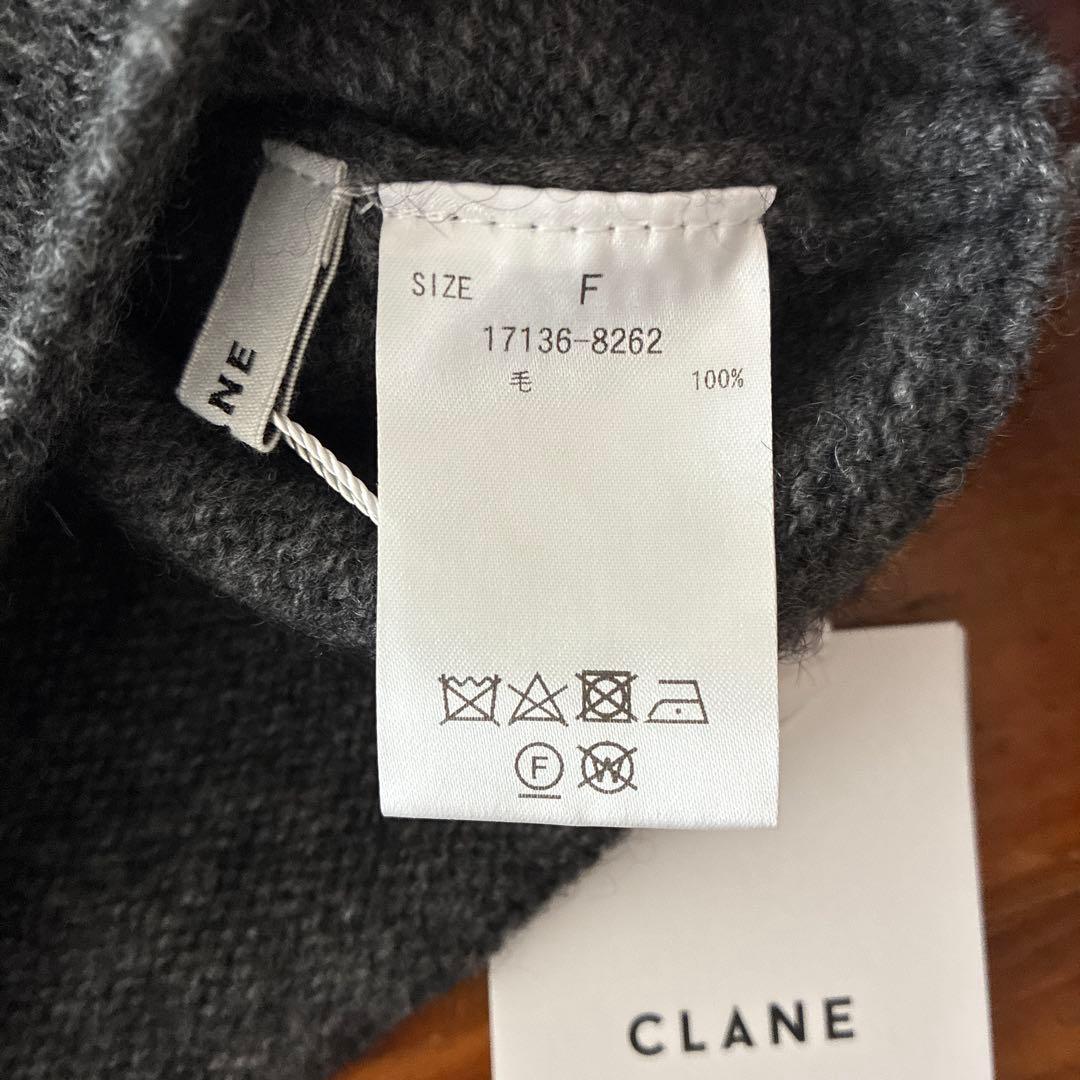 SIZE F
17136-8262
毛 100%
F
W
NE
CLANE